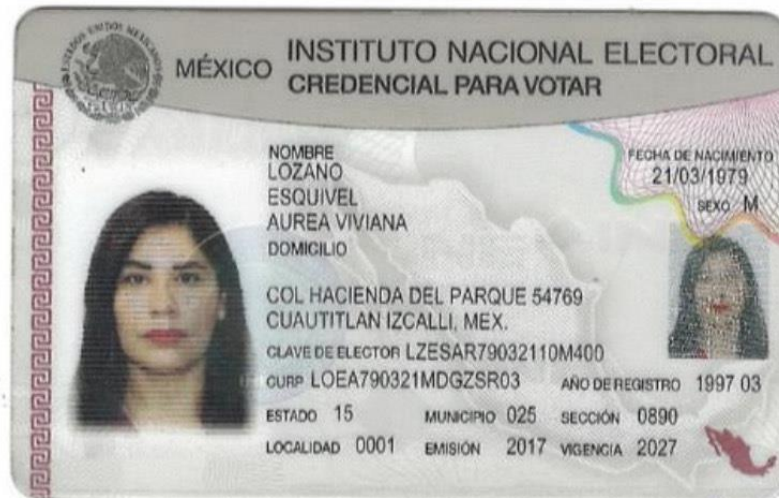 MÉXICO INSTITUTO NACIONAL ELECTORAL
CREDENCIAL PARA VOTAR
NOMBRE
LOZANO
ESQUIVEL
AUREA VIVIANA
FECHA DE NACIMIENTO
21/03/1979
SEXO M
DOMICILIO
COL HACIENDA DEL PARQUE 54769
CUAUTITLAN IZCALLI, MEX.
CLAVE DE ELECTOR LZESAR79032110M400
CURP LOEA790321MDGZSR03 AÑO DE REGISTRO 1997 03
ESTADO 15 MUNICIPIO 025 SECCIÓN 0890
LOCALIDAD 0001 EMISIÓN 2017 VIGENCIA 2027